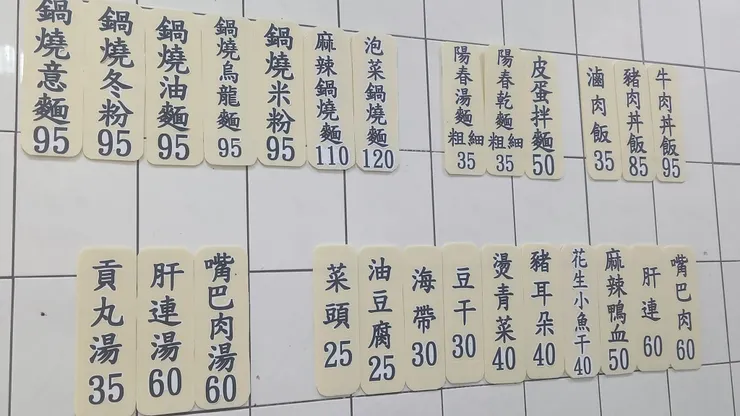 鍋燒意麵 95
鍋燒冬粉 95
鍋燒油麵 95
鍋燒烏龍麵 95
鍋燒米粉 95
麻辣鍋燒麵 110
泡菜鍋燒麵 120
陽春湯麵 粗細 35
陽春乾麵 粗細 35
皮蛋拌麵 50
滷肉飯 35
豬肉丼飯 85
牛肉丼飯 95
貢丸湯 35
肝連湯 60
嘴巴肉湯 60
菜頭 25
油豆腐 25
海帶 30
豆干 30
燙青菜 40
豬耳朵 40
花生小魚干 40
麻辣鴨血 50
肝連 60
嘴巴肉 60